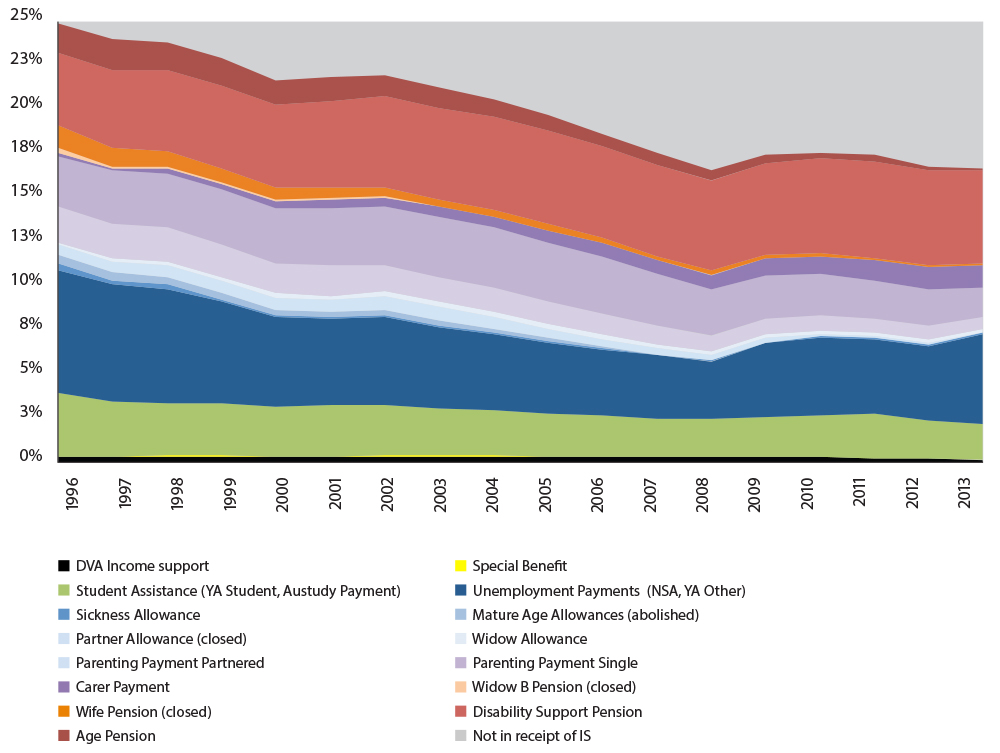 25%
23%
20%
18%
15%
13%
10%
8%
5%
3%
0%
1996 1997 1998 1999 2000 2001 2002 2003 2004 2005 2006 2007 2008 2009 2010 2011 2012 2013
DVA Income support Special Benefit
Student Assistance (YA Student, Austudy Payment) Unemployment Payments (NSA, YA Other)
Sickness Allowance Mature Age Allowances (abolished)
Partner Allowance (closed) Widow Allowance
Parenting Payment Partnered Parenting Payment Single
Carer Payment Widow B Pension (closed)
Wife Pension (closed) Disability Support Pension
Age Pension Not in receipt of IS